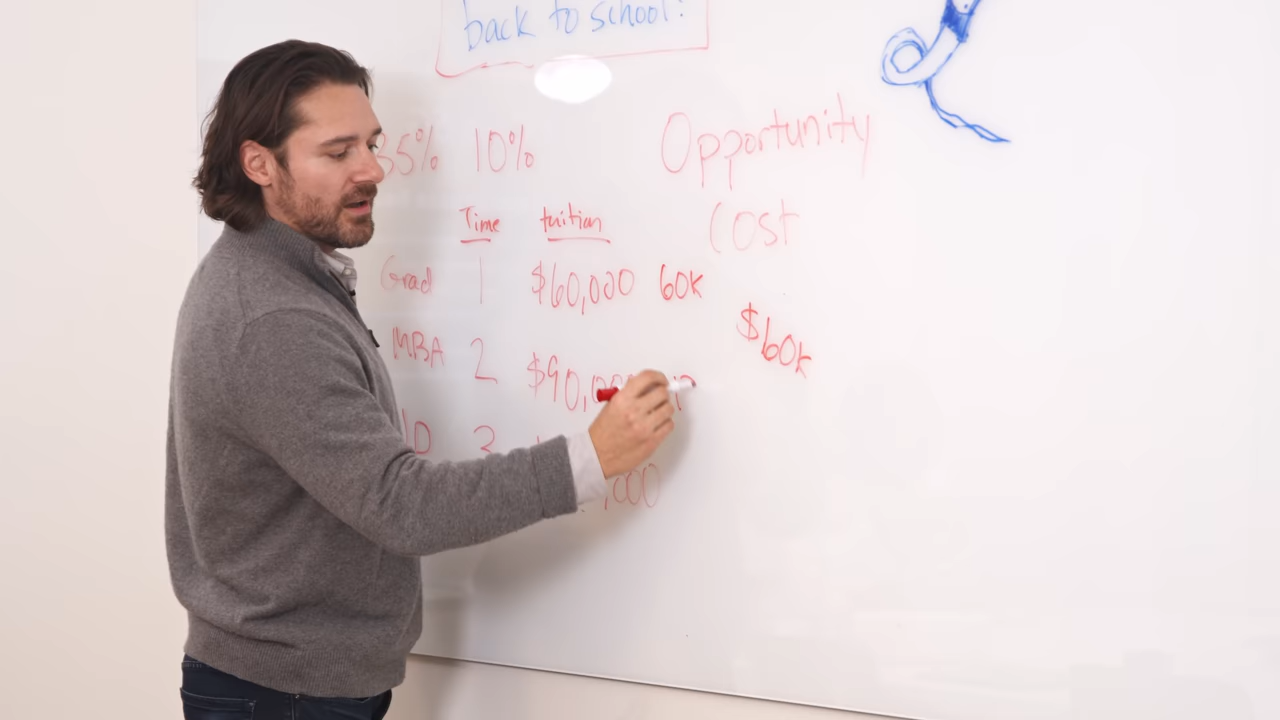 back to school?
35% 10%
Opportunity
Cost
Time tuition
Grad 1 $60,000 60k
$60k
MBA 2
3